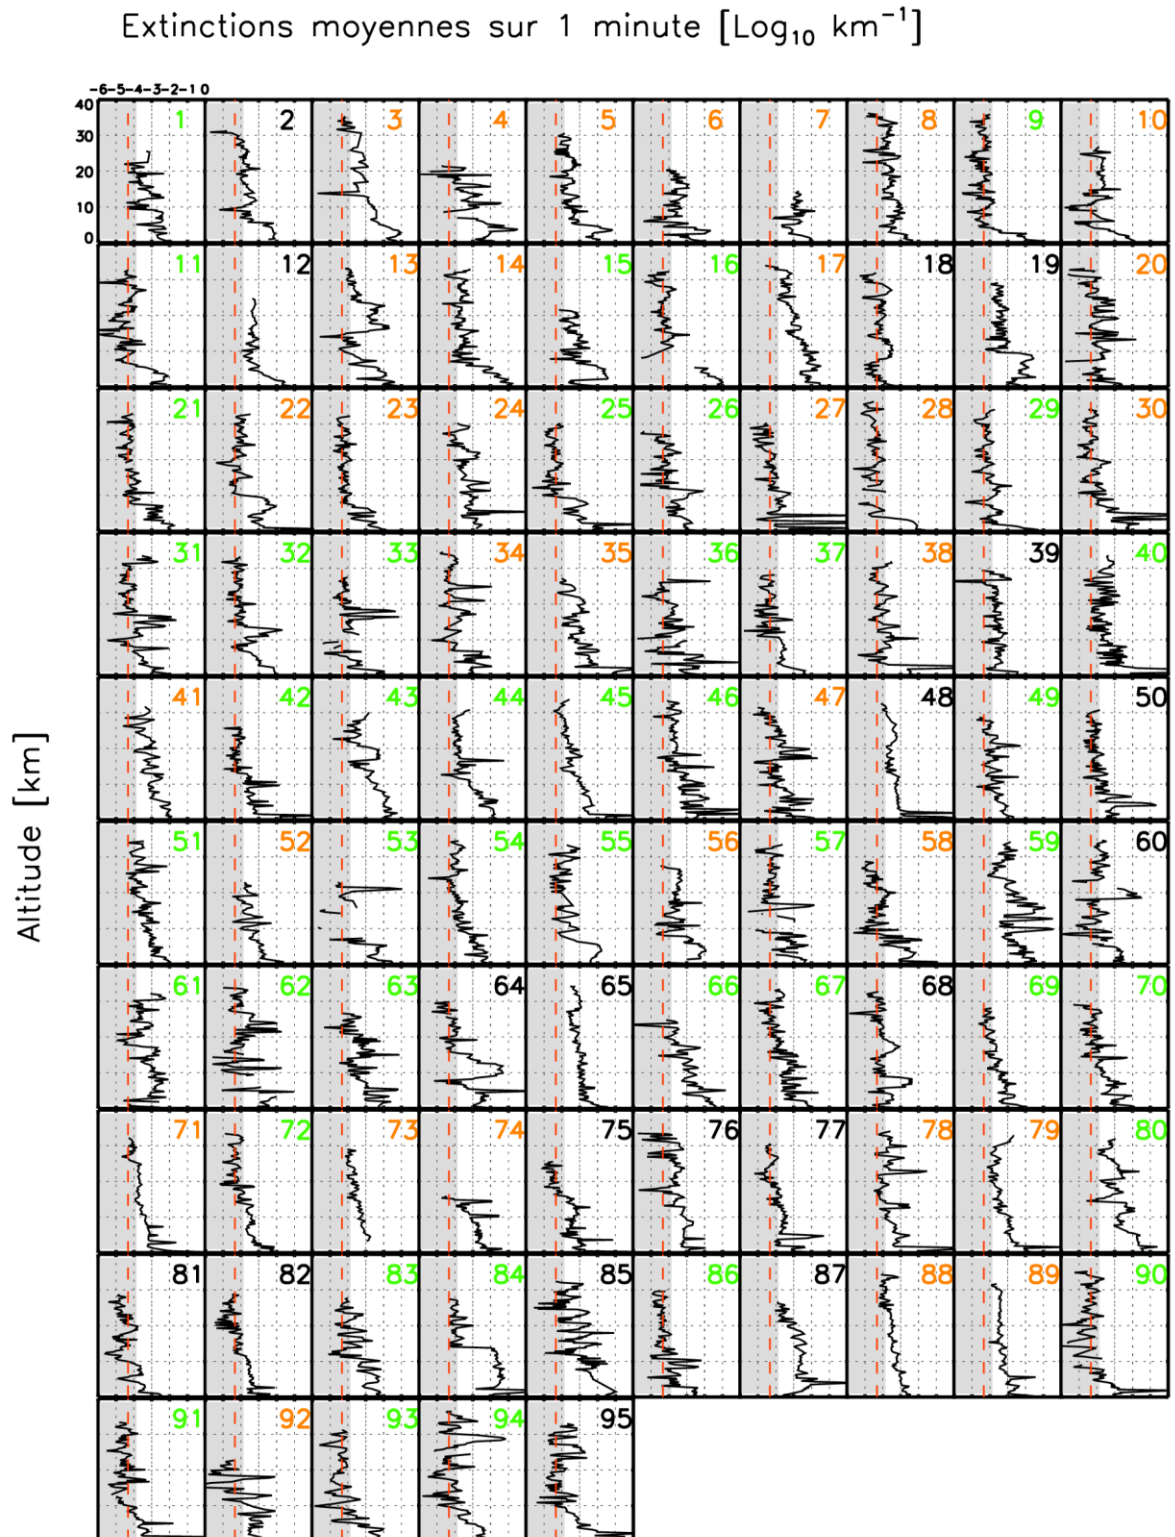 Extinctions moyennes sur 1 minute [Log₁₀ km⁻¹]
-6-5-4-3-2-1 0
40
30
20
10
0
1 2 3 4 5 6 7 8 9 10
11 12 13 14 15 16 17 18 19 20
21 22 23 24 25 26 27 28 29 30
31 32 33 34 35 36 37 38 39 40
41 42 43 44 45 46 47 48 49 50
51 52 53 54 55 56 57 58 59 60
61 62 63 64 65 66 67 68 69 70
71 72 73 74 75 76 77 78 79 80
81 82 83 84 85 86 87 88 89 90
91 92 93 94 95
Altitude [km]